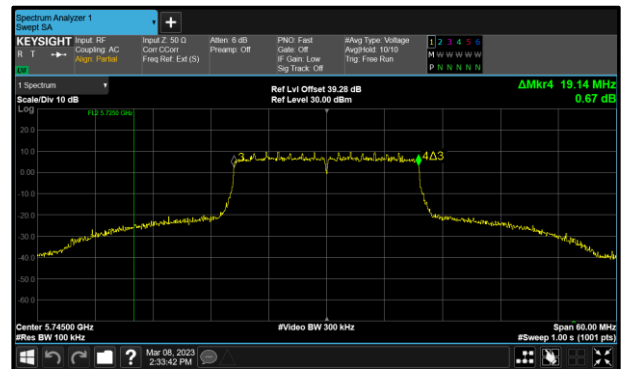 Spectrum Analyzer 1
Swept SA
+
KEYSIGHT
R T
Input: RF
Coupling: AC
Align: Partial
Input Z: 50 Ω
Corr CCorr
Freq Ref: Ext (S)
Atten: 6 dB
Preamp: Off
PNO: Fast
Gate: Off
IF Gain: Low
Sig Track: Off
#Avg Type: Voltage
Avg|Hold: 10/10
Trig: Free Run
1 2 3 4 5 6
M W W W W W
P N N N N N
1 Spectrum
Scale/Div 10 dB
Ref Lvl Offset 39.28 dB
Ref Level 30.00 dBm
ΔMkr4 19.14 MHz
0.67 dB
Log
20.0
10.0
0.00
-10.0
-20.0
-30.0
-40.0
-50.0
-60.0
3
4Δ3
Center 5.74500 GHz
#Res BW 100 kHz
#Video BW 300 kHz
Span 60.00 MHz
#Sweep 1.00 s (1001 pts)
?
Mar 08, 2023
2:33:42 PM